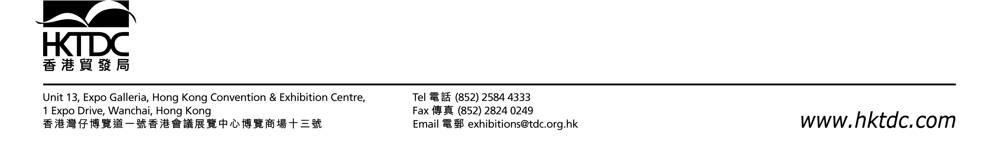 HKTDC
香港貿發局
Unit 13, Expo Galleria, Hong Kong Convention & Exhibition Centre,
1 Expo Drive, Wanchai, Hong Kong
香港灣仔博覽道一號香港會議展覽中心博覽商場十三號
Tel 電話 (852) 2584 4333
Fax 傳真 (852) 2824 0249
Email 電郵 exhibitions@tdc.org.hk
www.hktdc.com